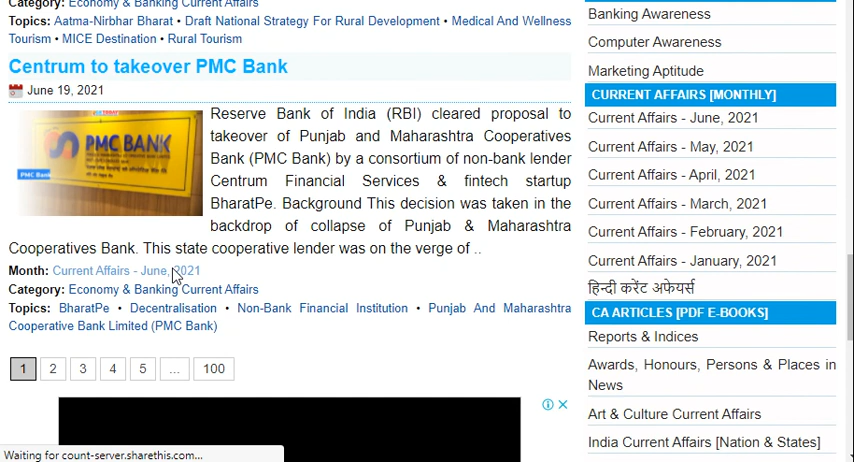 Category: Economy & Banking Current Affairs
Topics: Aatma-Nirbhar Bharat • Draft National Strategy For Rural Development • Medical And Wellness
Tourism • MICE Destination • Rural Tourism
Centrum to takeover PMC Bank
June 19, 2021
PMC BANK
PMC Bank
Reserve Bank of India (RBI) cleared proposal to
takeover of Punjab and Maharashtra Cooperatives
Bank (PMC Bank) by a consortium of non-bank lender
Centrum Financial Services & fintech startup
BharatPe. Background This decision was taken in the
backdrop of collapse of Punjab & Maharashtra
Cooperatives Bank. This state cooperative lender was on the verge of ..
Month: Current Affairs - June, 2021
Category: Economy & Banking Current Affairs
Topics: BharatPe • Decentralisation • Non-Bank Financial Institution • Punjab And Maharashtra
Cooperative Bank Limited (PMC Bank)
1 2 3 4 5 ... 100
Waiting for count-server.sharethis.com...
Banking Awareness
Computer Awareness
Marketing Aptitude
CURRENT AFFAIRS [MONTHLY]
Current Affairs - June, 2021
Current Affairs - May, 2021
Current Affairs - April, 2021
Current Affairs - March, 2021
Current Affairs - February, 2021
Current Affairs - January, 2021
हिन्दी करेंट अफेयर्स
CA ARTICLES [PDF E-BOOKS]
Reports & Indices
Awards, Honours, Persons & Places in
News
Art & Culture Current Affairs
India Current Affairs [Nation & States]